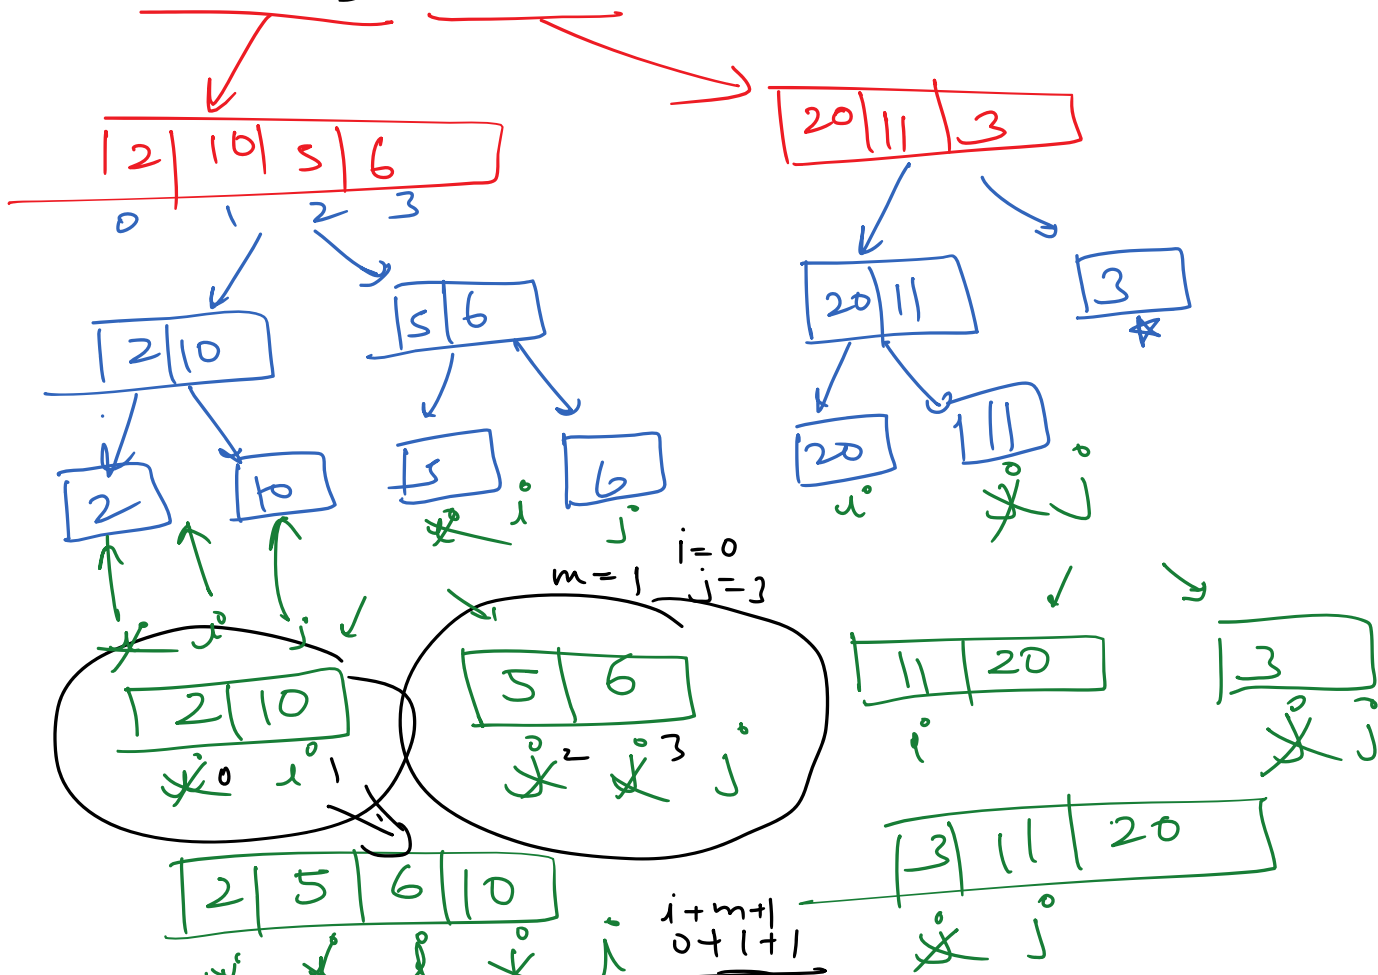 20 11 3
2 10 5 6
0 1 2 3
5 6
20 11
3
2 10
2
10
5
6
20
11
i i j
i j j
i = 0
m = 1
j = 3
i i j
2 10
5 6
11 20
3
i 0 i 1
j 2 j 3 j
i
j j
2 5 6 10
3 11 20
i + m + 1
0 + 1 + 1
j j